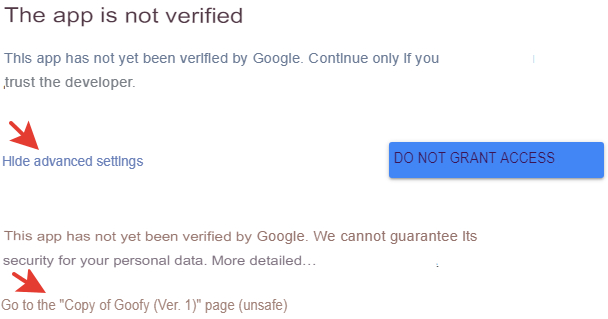 The app is not verified
This app has not yet been verified by Google. Continue only if you
trust the developer.
Hide advanced settings
DO NOT GRANT ACCESS
This app has not yet been verified by Google. We cannot guarantee its
security for your personal data. More detailed...
Go to the "Copy of Goofy (Ver. 1)" page (unsafe)